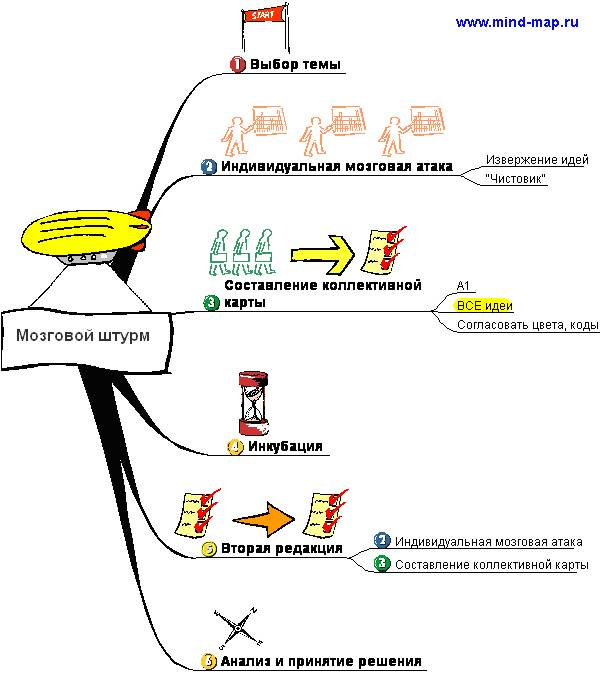 START
www.mind-map.ru
1 Выбор темы
2 Индивидуальная мозговая атака
Извержение идей
"Чистовик"
Составление коллективной
3 карты
А1
ВСЕ идеи
Согласовать цвета, коды
Мозговой штурм
4 Инкубация
5 Вторая редакция
2 Индивидуальная мозговая атака
3 Составление коллективной карты
N
W
E
S
6 Анализ и принятие решения